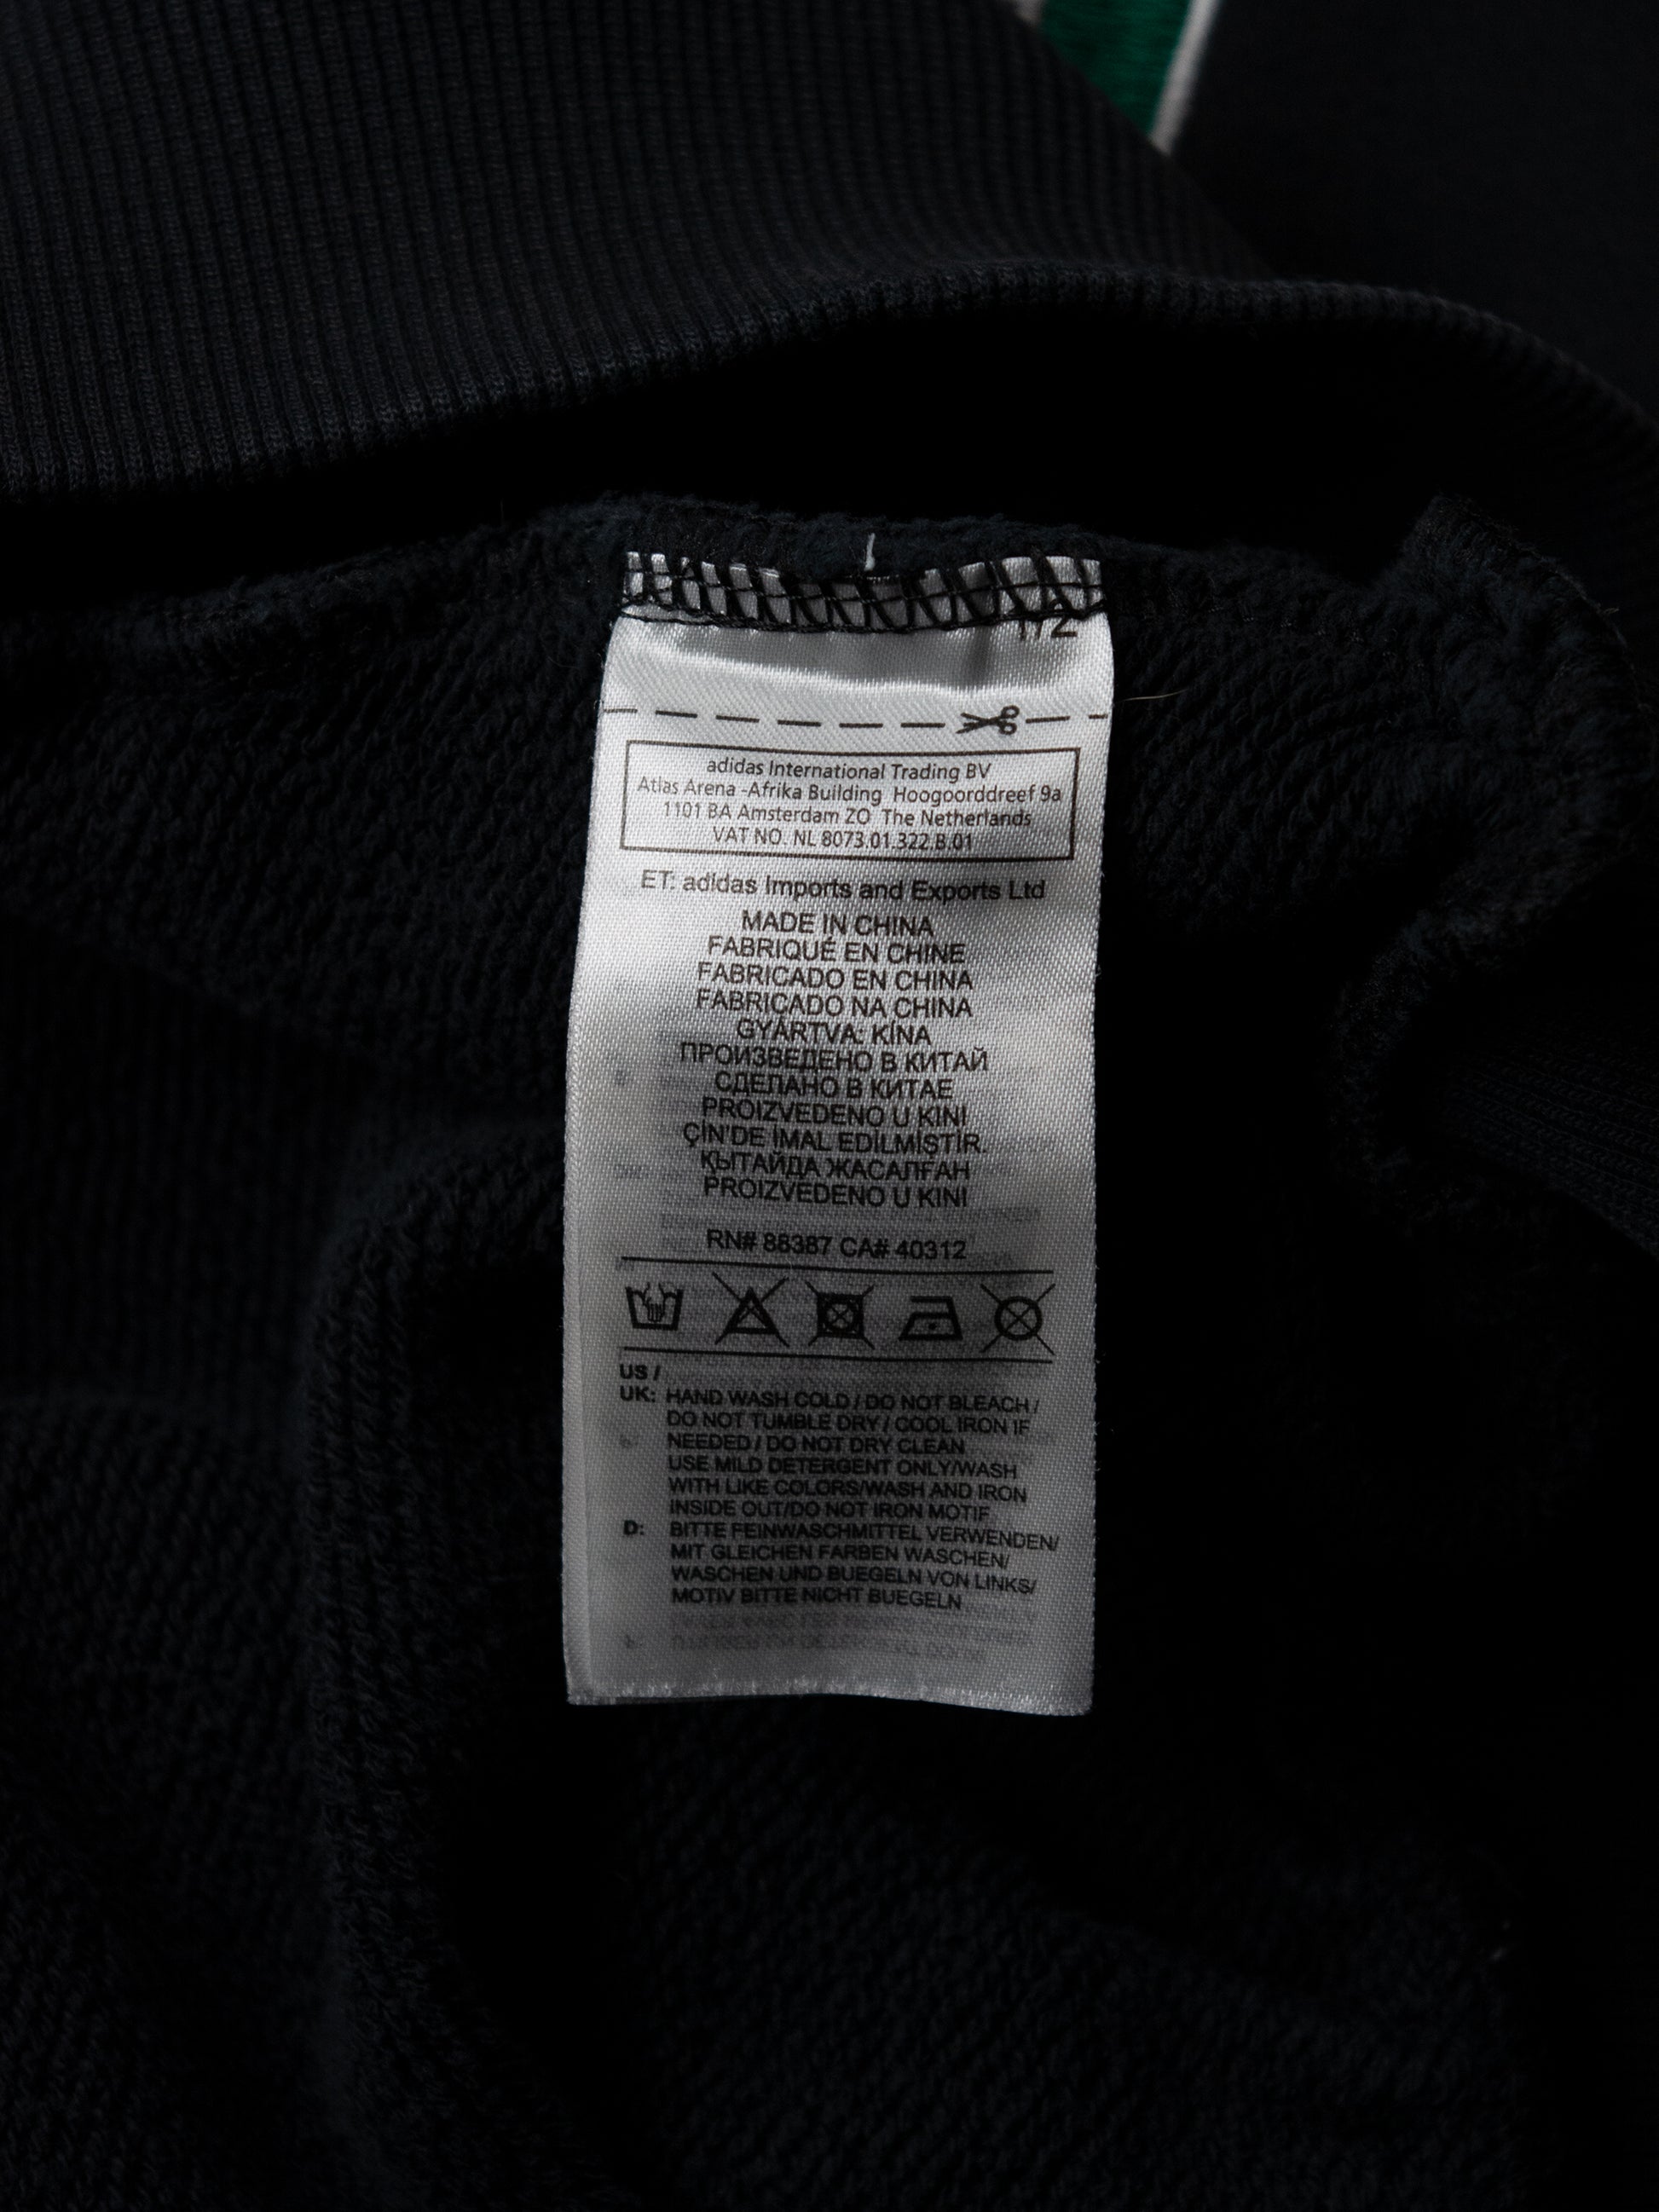 1/2
adidas International Trading BV
Atlas Arena -Afrika Building Hoogoorddreef 9a
1101 BA Amsterdam ZO The Netherlands
VAT NO. NL 8073.01.322.B.01
ET: adidas Imports and Exports Ltd
MADE IN CHINA
FABRIQUÉ EN CHINE
FABRICADO EN CHINA
FABRICADO NA CHINA
GYÁRTVA: KÍNA
ПРОИЗВЕДЕНО В КИТАЙ
СДЕЛАНО В КИТАЕ
PROIZVEDENO U KINI
ÇİN'DE İMAL EDİLMİSTİR.
ҚЫТАЙДА ЖАСАЛҒАН
PROIZVEDENO U KINI
RN# 88387 CA# 40312
US /
UK: HAND WASH COLD / DO NOT BLEACH /
DO NOT TUMBLE DRY / COOL IRON IF
NEEDED / DO NOT DRY CLEAN
USE MILD DETERGENT ONLY/WASH
WITH LIKE COLORS/WASH AND IRON
INSIDE OUT/DO NOT IRON MOTIF
D: BITTE FEINWASCHMITTEL VERWENDEN/
MIT GLEICHEN FARBEN WASCHEN/
WASCHEN UND BUEGELN VON LINKS/
MOTIV BITTE NICHT BUEGELN